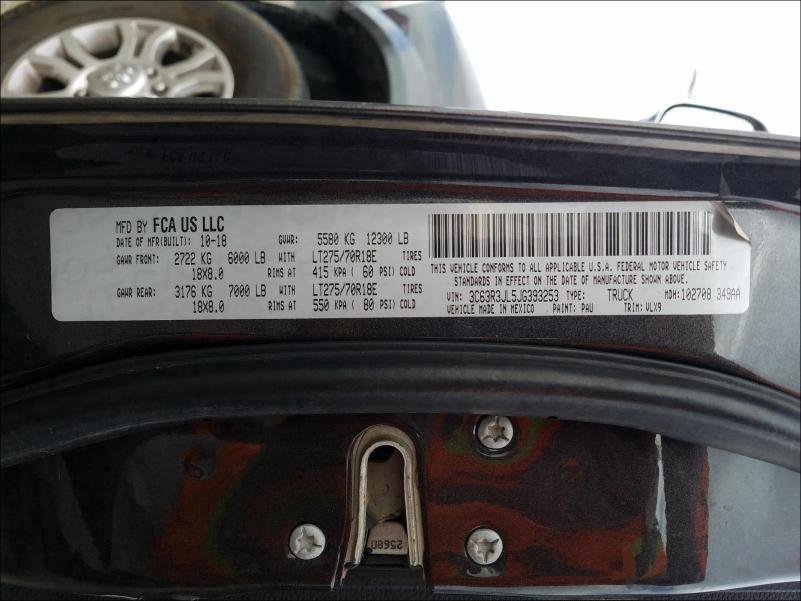 MFD BY FCA US LLC
DATE OF MFR(BUILT): 10-18 GVWR: 5580 KG 12300 LB
GAWR FRONT: 2722 KG 6000 LB WITH LT275/70R18E TIRES
18X8.0 RIMS AT 415 KPA ( 60 PSI) COLD
GAWR REAR: 3176 KG 7000 LB WITH LT275/70R18E TIRES
18X8.0 RIMS AT 550 KPA ( 80 PSI) COLD
THIS VEHICLE CONFORMS TO ALL APPLICABLE U.S.A. FEDERAL MOTOR VEHICLE SAFETY
STANDARDS IN EFFECT ON THE DATE OF MANUFACTURE SHOWN ABOVE.
VIN: 3C63R3JL5JG393253 TYPE: TRUCK MDH: 102708 349AA
VEHICLE MADE IN MEXICO PAINT: PAU TRIM: VLX9
25680